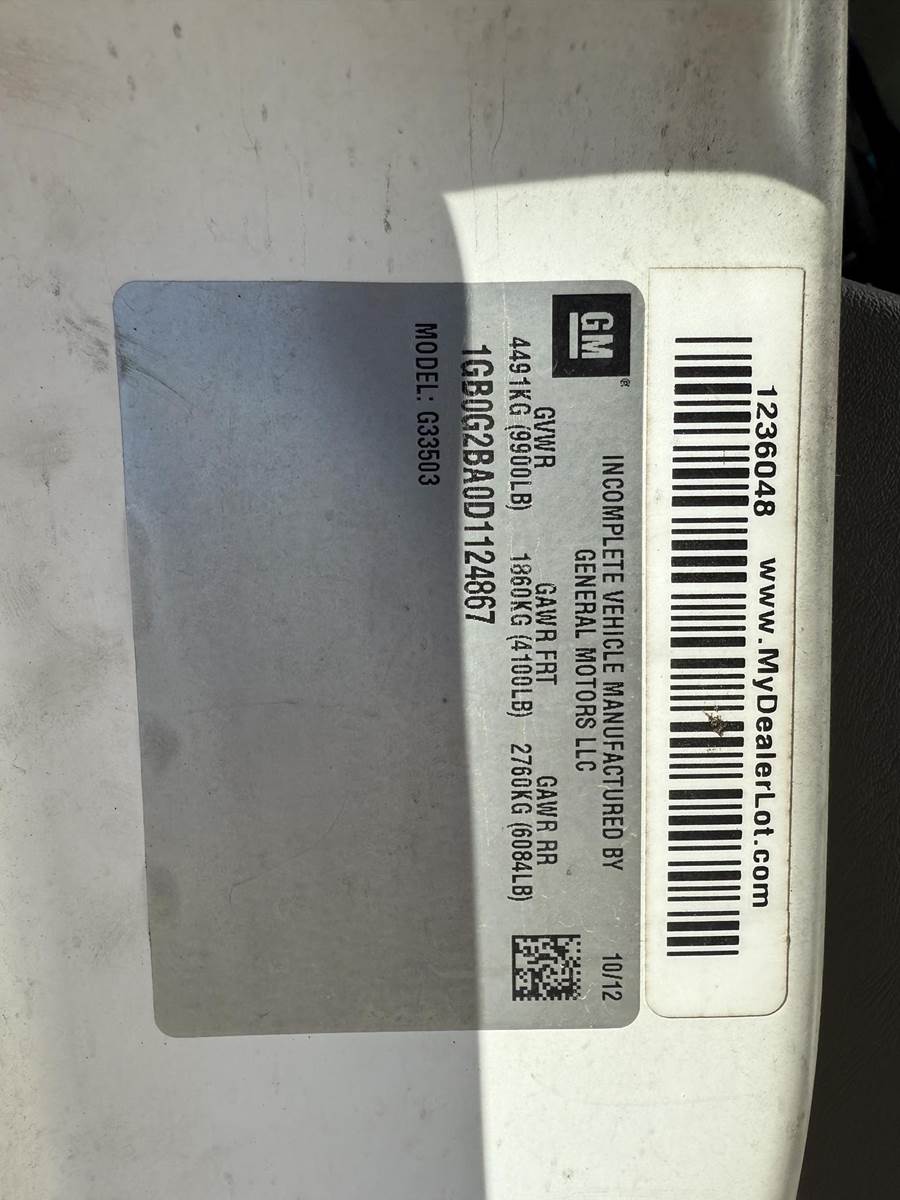 1236048 www.MyDealerLot.com
GM®
INCOMPLETE VEHICLE MANUFACTURED BY 10/12
GENERAL MOTORS LLC
GVWR GAWR FRT GAWR RR
4491KG (9900LB) 1860KG (4100LB) 2760KG (6084LB)
1GB0G2BA0D1124867
MODEL: G33503